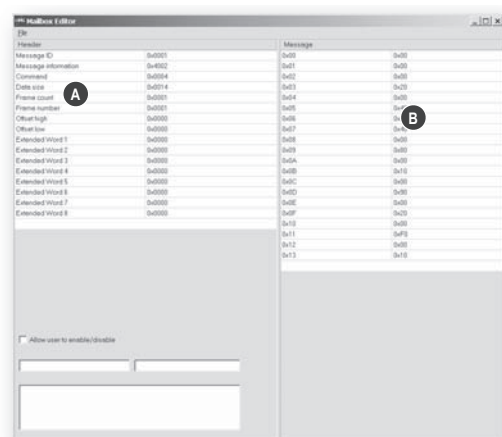 Mailbox Editor
File
Header
Message ID 0x0001
Message information 0x4002
Command 0x0004
Data size 0x0014
Frame count 0x0001
Frame number 0x0001
Offset high 0x0000
Offset low 0x0000
Extended Word 1 0x0000
Extended Word 2 0x0000
Extended Word 3 0x0000
Extended Word 4 0x0000
Extended Word 5 0x0000
Extended Word 6 0x0000
Extended Word 7 0x0000
Extended Word 8 0x0000
A
Allow user to enable/disable
Message
0x00 0x00
0x01 0x00
0x02 0x00
0x03 0x20
0x04 0x00
0x05
0x06
0x07
0x08 0x00
0x09 0x00
0x0A 0x00
0x0B 0x10
0x0C 0x00
0x0D 0x90
0x0E 0x00
0x0F 0x20
0x10 0x00
0x11 0xF0
0x12 0x00
0x13 0x10
B